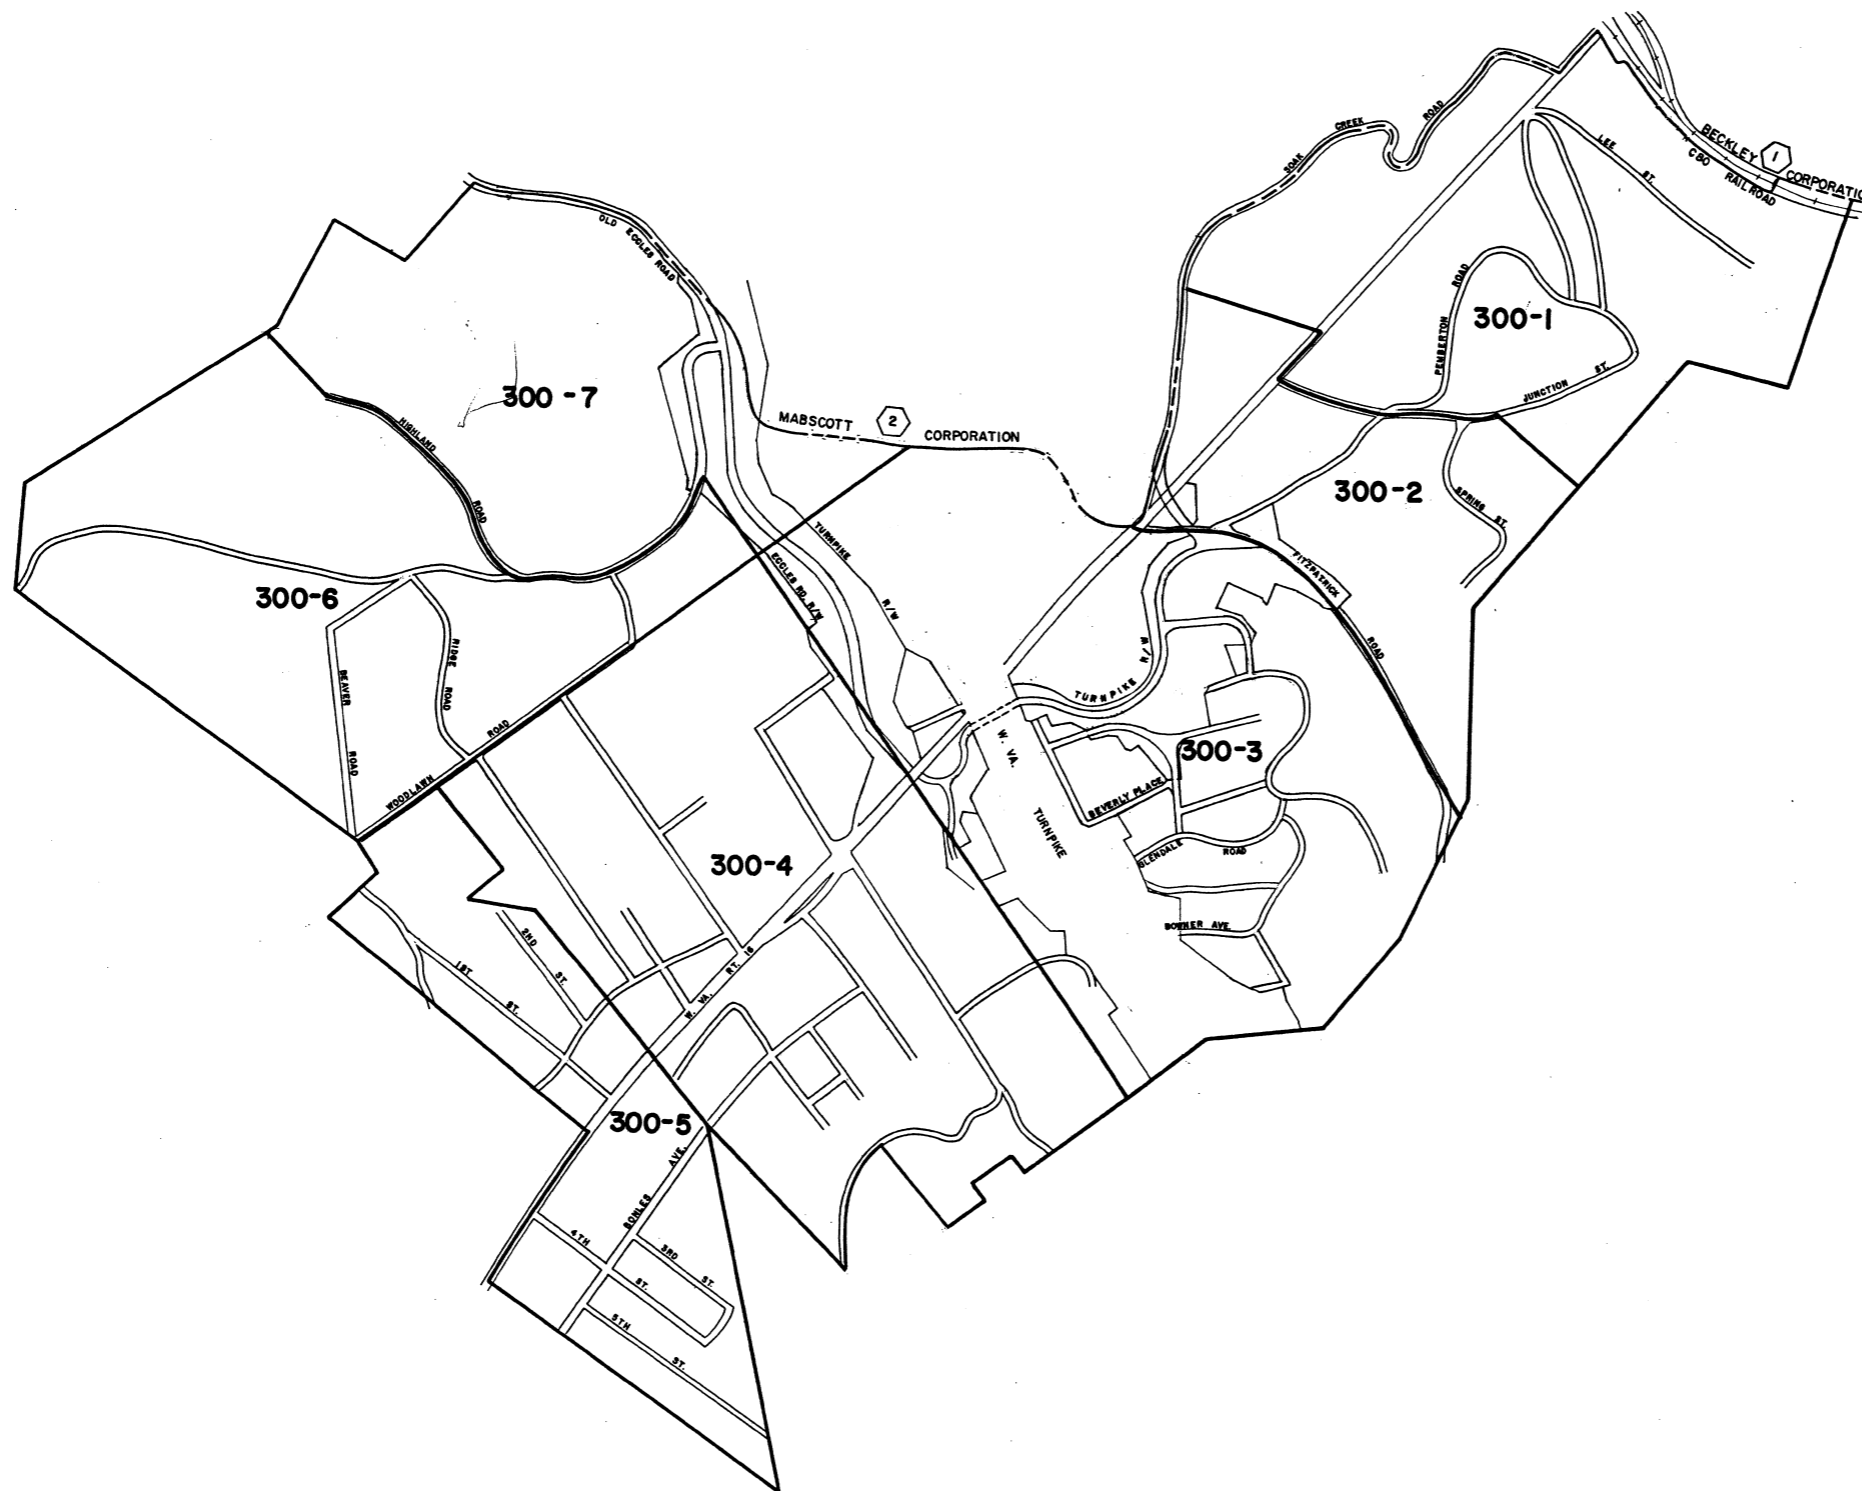 SOAK CREEK ROAD
LEE ST.
BECKLEY 1 CORPORATIO
C&O RAILROAD
OLD ECCLES ROAD
PEMBERTON ROAD
300-1
JUNCTION ST.
300-7
HIGHLAND ROAD
MABSCOTT 2 CORPORATION
300-2
SPRING ST.
TURNPIKE R/W
ECCLES RD. R/W
FITZPATRICK ROAD
300-6
RIDGE ROAD
BEAVER ROAD
TURNPIKE R/W
WOODLAWN ROAD
W. VA. TURNPIKE
300-3
BEVERLY PLACE
GLENDALE ROAD
300-4
BOWHER AVE.
2ND ST.
1ST ST.
W. VA. RT. 16
300-5
BOWLES AVE.
4TH ST.
3RD ST.
5TH ST.